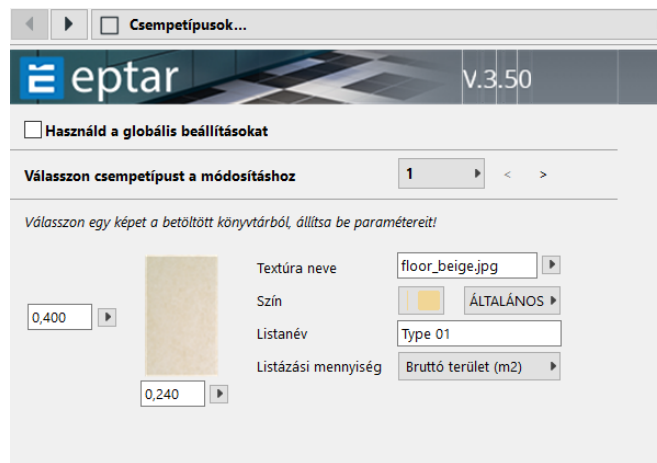 Csempetípusok...
eptar V.3.50
Használd a globális beállításokat
Válasszon csempetípust a módosításhoz 1 < >
Válasszon egy képet a betöltött könyvtárból, állítsa be paramétereit!
Textúra neve floor_beige.jpg
Szín ÁLTALÁNOS
0,400
Listanév Type 01
Listázási mennyiség Bruttó terület (m2)
0,240